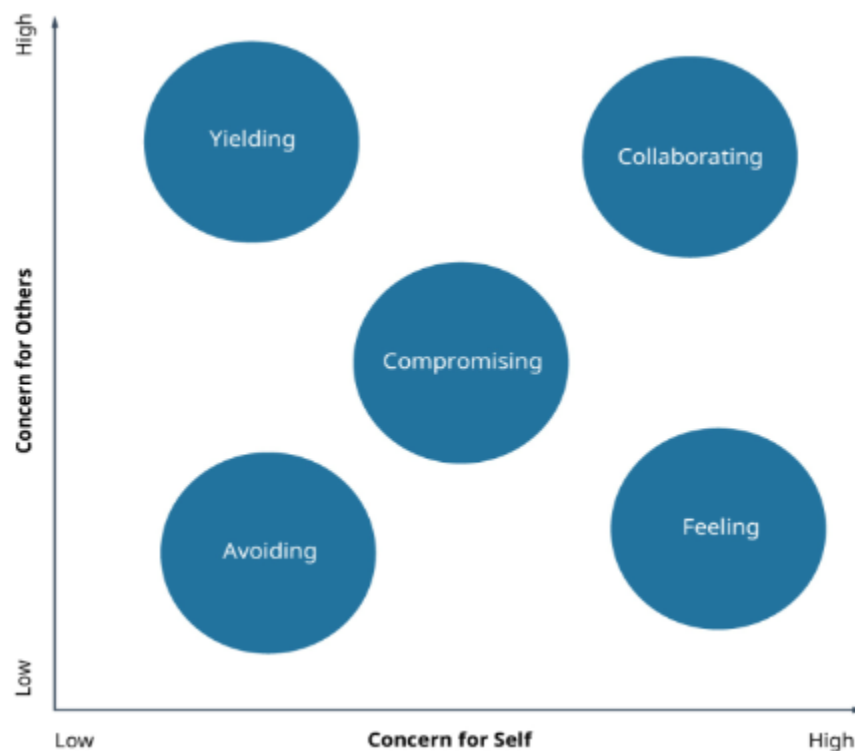 High
Yielding
Collaborating
Concern for Others
Compromising
Feeling
Avoiding
Low
Low
Concern for Self
High